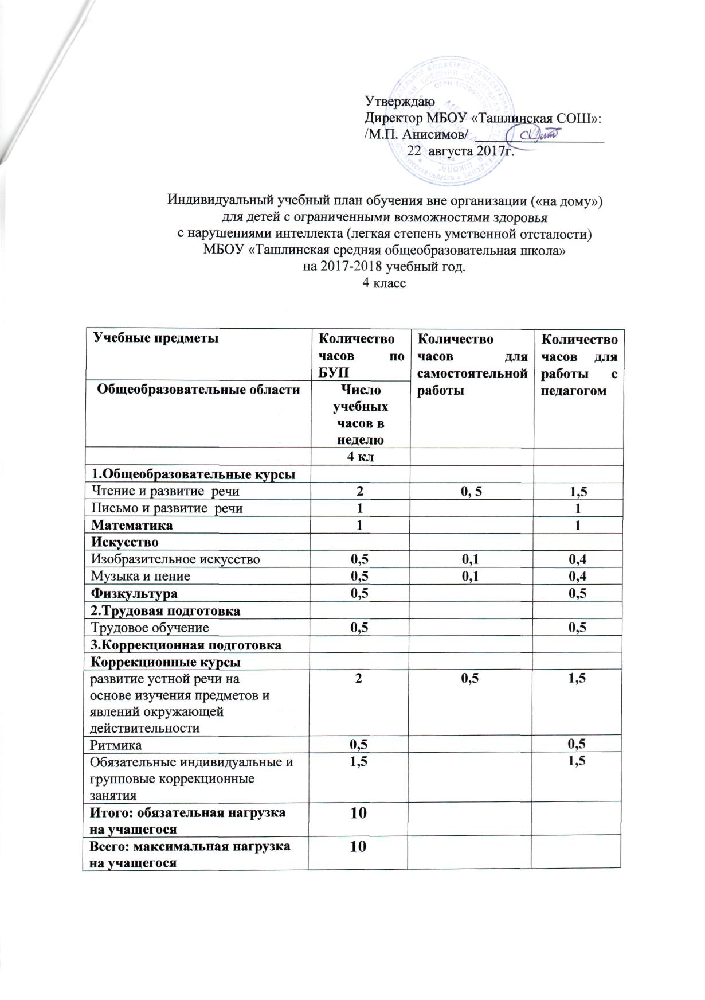 Утверждаю
Директор МБОУ «Ташлинская СОШ»:
/М.П. Анисимов/ __________________
22 августа 2017г.
Индивидуальный учебный план обучения вне организации («на дому»)
для детей с ограниченными возможностями здоровья
с нарушениями интеллекта (легкая степень умственной отсталости)
МБОУ «Ташлинская средняя общеобразовательная школа»
на 2017-2018 учебный год.
4 класс
Учебные предметы
Количество
часов по
БУП
Количество
часов для
самостоятельной
работы
Количество
часов для
работы с
педагогом
Общеобразовательные области
Число
учебных
часов в
неделю
4 кл
1.Общеобразовательные курсы
Чтение и развитие речи 2 0, 5 1,5
Письмо и развитие речи 1 1
Математика 1 1
Искусство
Изобразительное искусство 0,5 0,1 0,4
Музыка и пение 0,5 0,1 0,4
Физкультура 0,5 0,5
2.Трудовая подготовка
Трудовое обучение 0,5 0,5
3.Коррекционная подготовка
Коррекционные курсы
развитие устной речи на 2 0,5 1,5
основе изучения предметов и
явлений окружающей
действительности
Ритмика 0,5 0,5
Обязательные индивидуальные и 1,5 1,5
групповые коррекционные
занятия
Итого: обязательная нагрузка 10
на учащегося
Всего: максимальная нагрузка 10
на учащегося